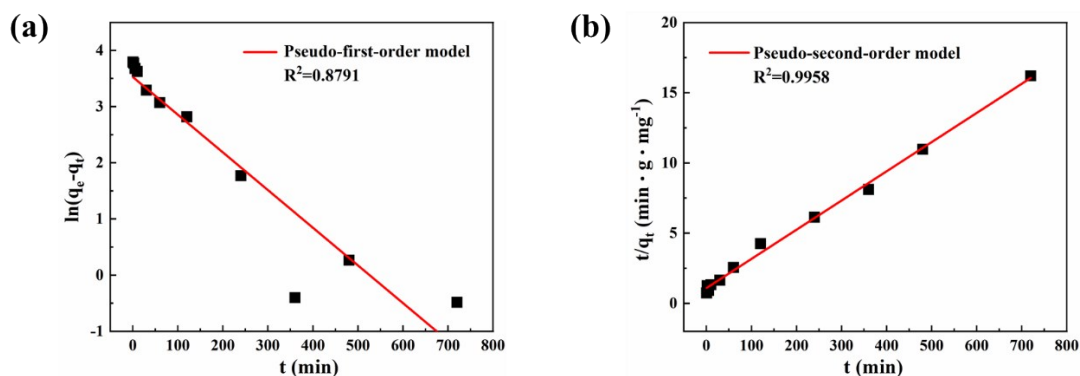 (a)
Pseudo-first-order model
R²=0.8791
ln(qₑ-qₜ)
4
3
2
1
0
-1
0 100 200 300 400 500 600 700 800
t (min)
(b)
Pseudo-second-order model
R²=0.9958
t/qₜ (min · g · mg⁻¹)
20
15
10
5
0
0 100 200 300 400 500 600 700 800
t (min)